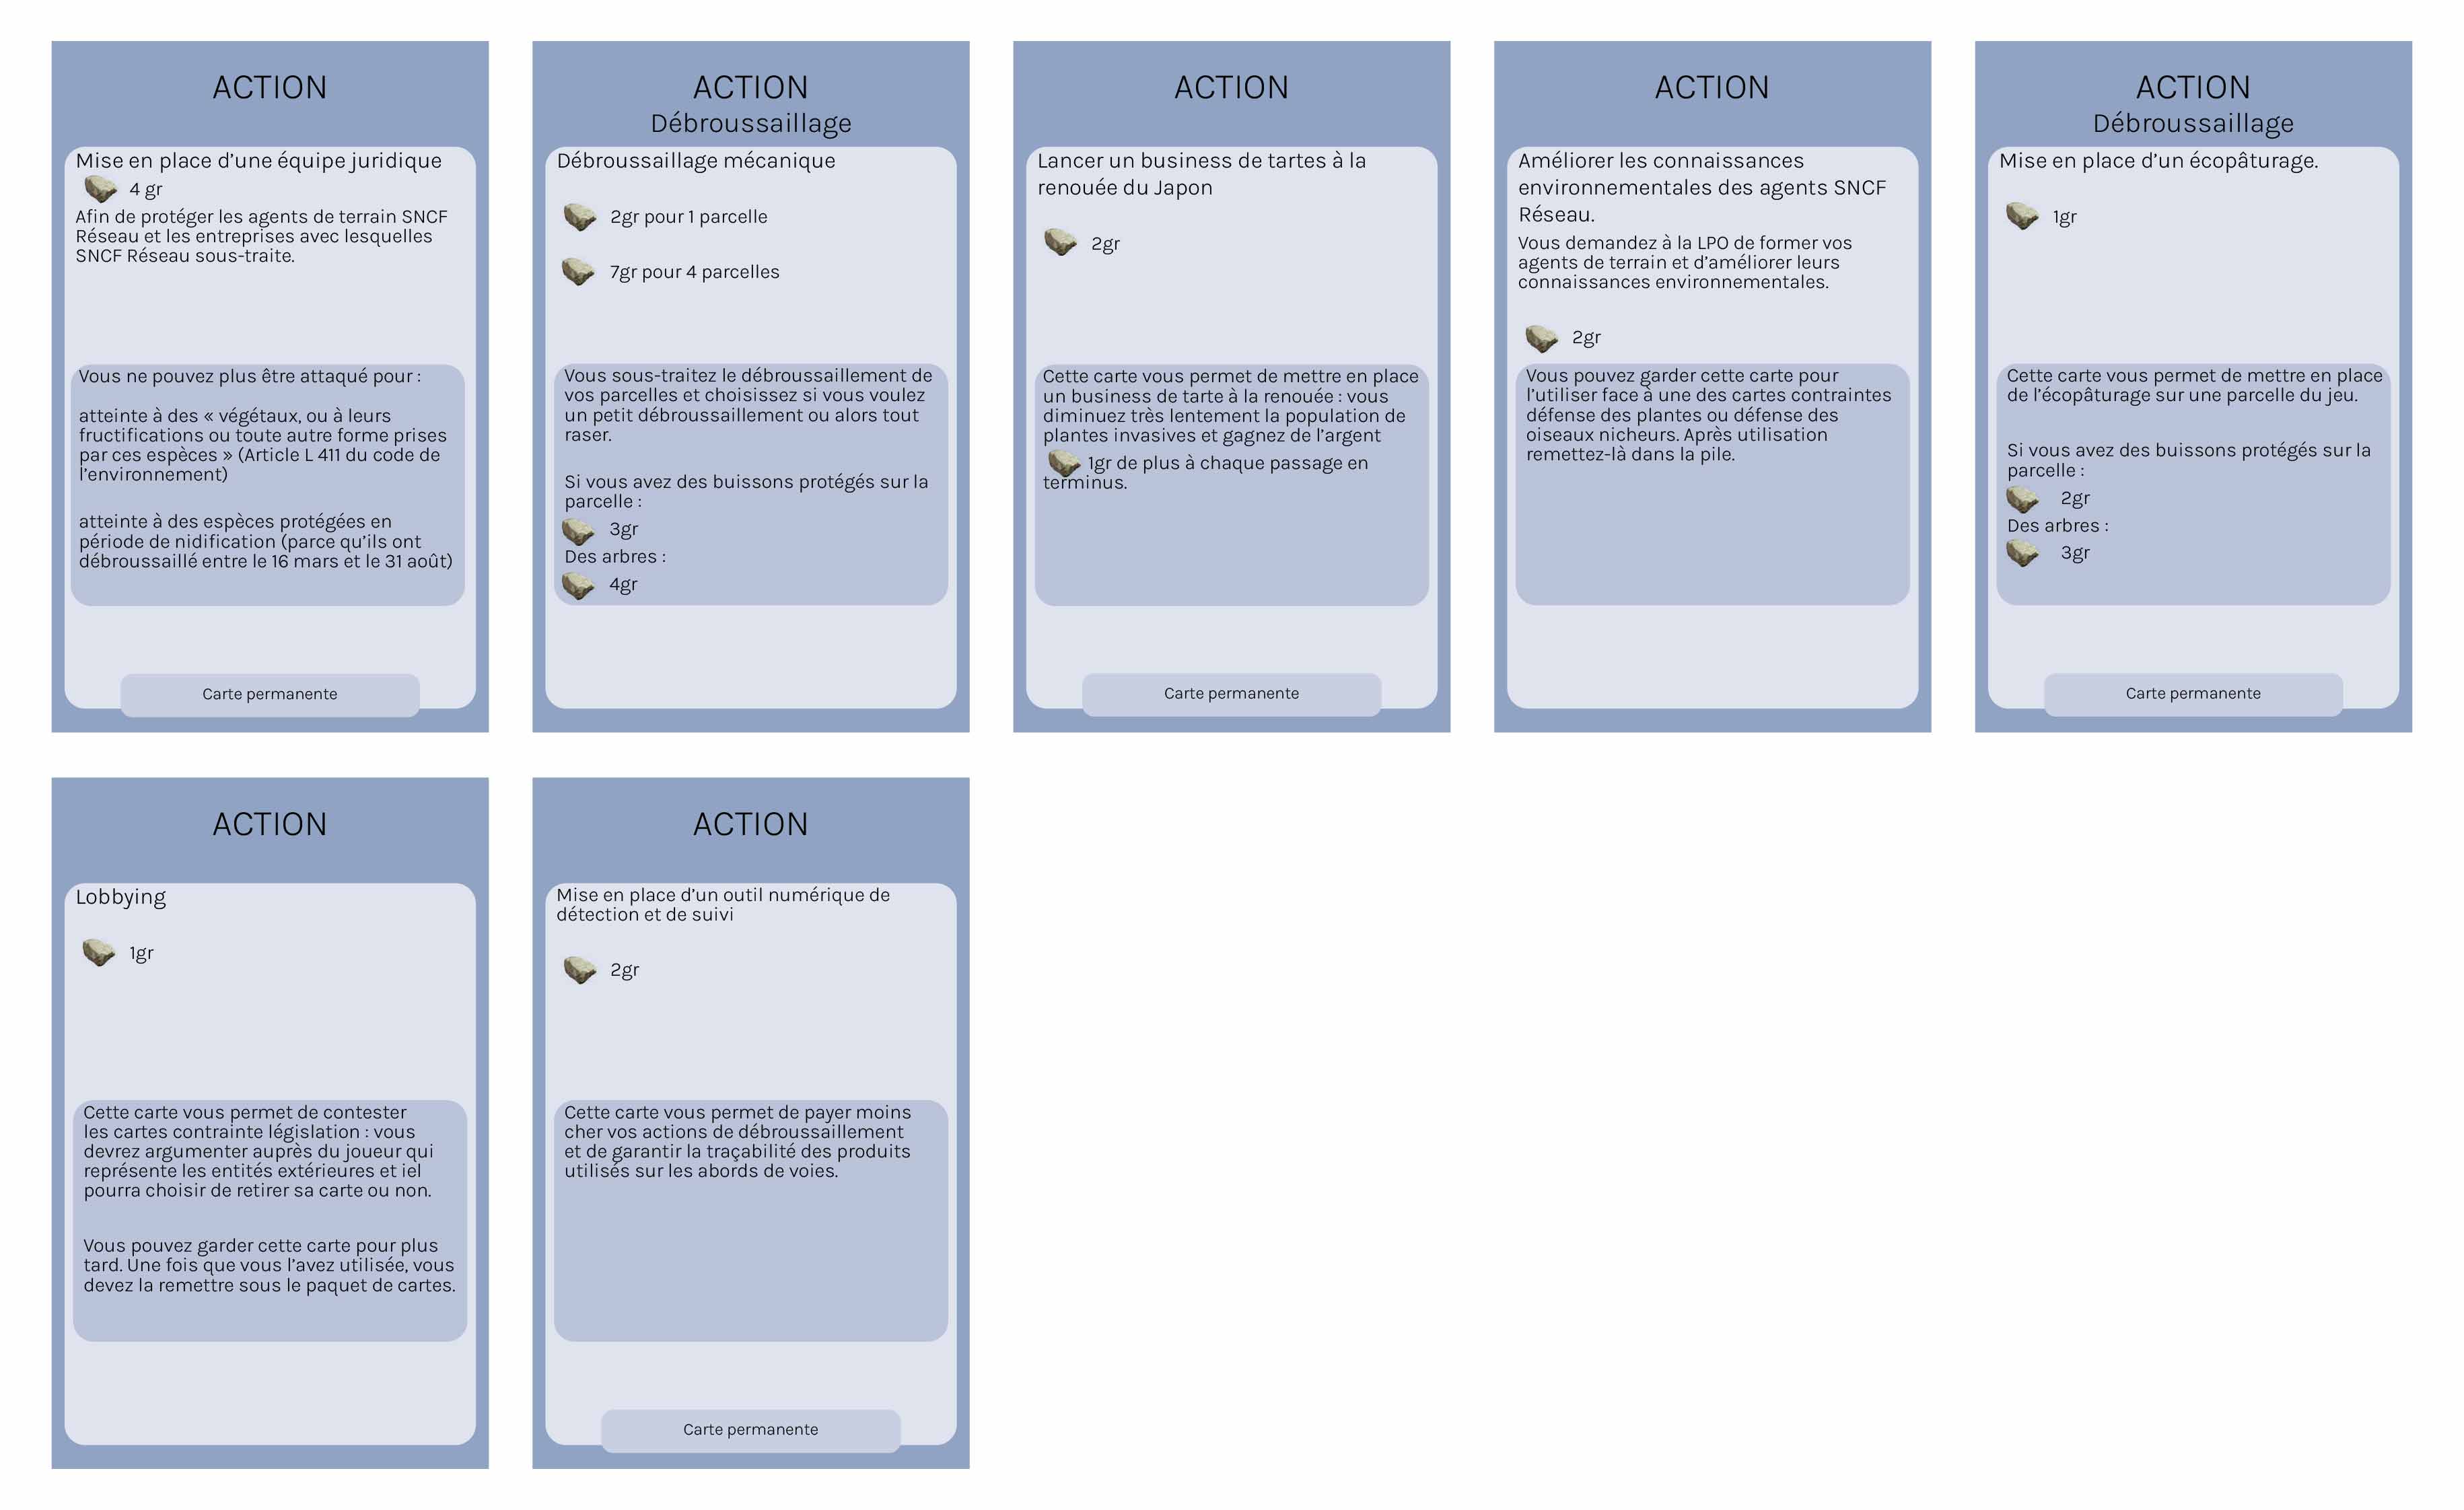 ACTION
Mise en place d’une équipe juridique
4 gr
Afin de protéger les agents de terrain SNCF
Réseau et les entreprises avec lesquelles
SNCF Réseau sous-traite.
Vous ne pouvez plus être attaqué pour :
atteinte à des « végétaux, ou à leurs
fructifications ou toute autre forme prises
par ces espèces » (Article L 411 du code de
l’environnement)
atteinte à des espèces protégées en
période de nidification (parce qu’ils ont
débroussaillé entre le 16 mars et le 31 août)
Carte permanente
ACTION
Débroussaillage
Débroussaillage mécanique
2gr pour 1 parcelle
7gr pour 4 parcelles
Vous sous-traitez le débroussaillement de
vos parcelles et choisissez si vous voulez
un petit débroussaillement ou alors tout
raser.
Si vous avez des buissons protégés sur la
parcelle :
3gr
Des arbres :
4gr
ACTION
Lancer un business de tartes à la
renouée du Japon
2gr
Cette carte vous permet de mettre en place
un business de tarte à la renouée : vous
diminuez très lentement la population de
plantes invasives et gagnez de l’argent
1gr de plus à chaque passage en
terminus.
Carte permanente
ACTION
Améliorer les connaissances
environnementales des agents SNCF
Réseau.
Vous demandez à la LPO de former vos
agents de terrain et d’améliorer leurs
connaissances environnementales.
2gr
Vous pouvez garder cette carte pour
l’utiliser face à une des cartes contraintes
défense des plantes ou défense des
oiseaux nicheurs. Après utilisation
remettez-là dans la pile.
ACTION
Débroussaillage
Mise en place d’un écopâturage.
1gr
Cette carte vous permet de mettre en place
de l’écopâturage sur une parcelle du jeu.
Si vous avez des buissons protégés sur la
parcelle :
2gr
Des arbres :
3gr
Carte permanente
ACTION
Lobbying
1gr
Cette carte vous permet de contester
les cartes contrainte législation : vous
devrez argumenter auprès du joueur qui
représente les entités extérieures et iel
pourra choisir de retirer sa carte ou non.
Vous pouvez garder cette carte pour plus
tard. Une fois que vous l’avez utilisée, vous
devez la remettre sous le paquet de cartes.
ACTION
Mise en place d’un outil numérique de
détection et de suivi
2gr
Cette carte vous permet de payer moins
cher vos actions de débroussaillement
et de garantir la traçabilité des produits
utilisés sur les abords de voies.
Carte permanente